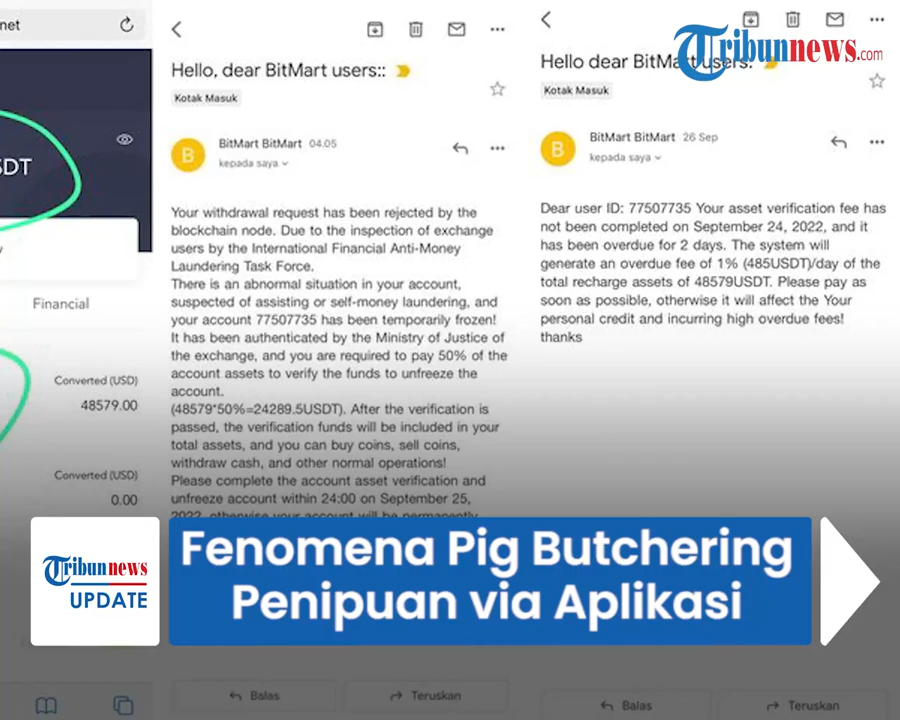 net
SDT
Financial
Converted (USD)
48579.00
Converted (USD)
0.00
Hello, dear BitMart users::
Kotak Masuk
B
BitMart BitMart 04.05
kepada saya
Your withdrawal request has been rejected by the
blockchain node. Due to the inspection of exchange
users by the International Financial Anti-Money
Laundering Task Force.
There is an abnormal situation in your account,
suspected of assisting or self-money laundering, and
your account 77507735 has been temporarily frozen!
It has been authenticated by the Ministry of Justice of
the exchange, and you are required to pay 50% of the
account assets to verify the funds to unfreeze the
account.
(48579*50%=24289.5USDT). After the verification is
passed, the verification funds will be included in your
total assets, and you can buy coins, sell coins,
withdraw cash, and other normal operations!
Please complete the account asset verification and
unfreeze account within 24:00 on September 25,
2022, otherwise your account will be permanently
Balas
Teruskan
Tribunnews.com
Hello dear BitMart users:
Kotak Masuk
B
BitMart BitMart 26 Sep
kepada saya
Dear user ID: 77507735 Your asset verification fee has
not been completed on September 24, 2022, and it
has been overdue for 2 days. The system will
generate an overdue fee of 1% (485USDT)/day of the
total recharge assets of 48579USDT. Please pay as
soon as possible, otherwise it will affect the Your
personal credit and incurring high overdue fees!
thanks
Balas
Teruskan
Tribunnews
UPDATE
Fenomena Pig Butchering
Penipuan via Aplikasi